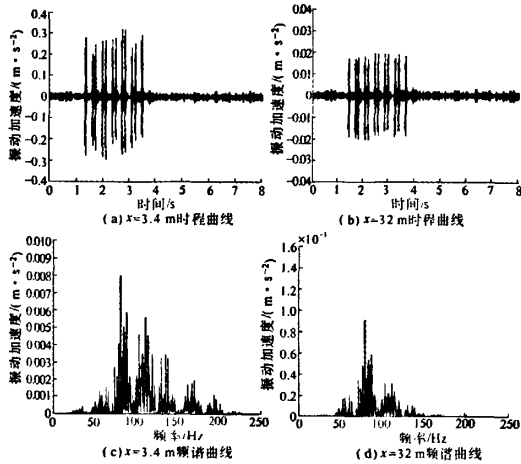 振动加速度/(m·s⁻²)
0.4
0.3
0.2
0.1
0
-0.1
-0.2
-0.3
-0.4
0 1 2 3 4 5 6 7 8
时间/s
(a) x=3.4 m时程曲线
振动加速度/(m·s⁻²)
0.04
0.03
0.02
0.01
0
-0.01
-0.02
-0.03
-0.04
0 1 2 3 4 5 6 7 8
时间/s
(b) x=32 m时程曲线
振动加速度/(m·s⁻²)
0.010
0.009
0.008
0.007
0.006
0.005
0.004
0.003
0.002
0.001
0 50 100 150 200 250
频率/Hz
(c) x=3.4 m频谱曲线
振动加速度/(m·s⁻²)
×10⁻³
1.6
1.4
1.2
1.0
0.8
0.6
0.4
0.2
0 50 100 150 200 250
频率/Hz
(d) x=32 m频谱曲线